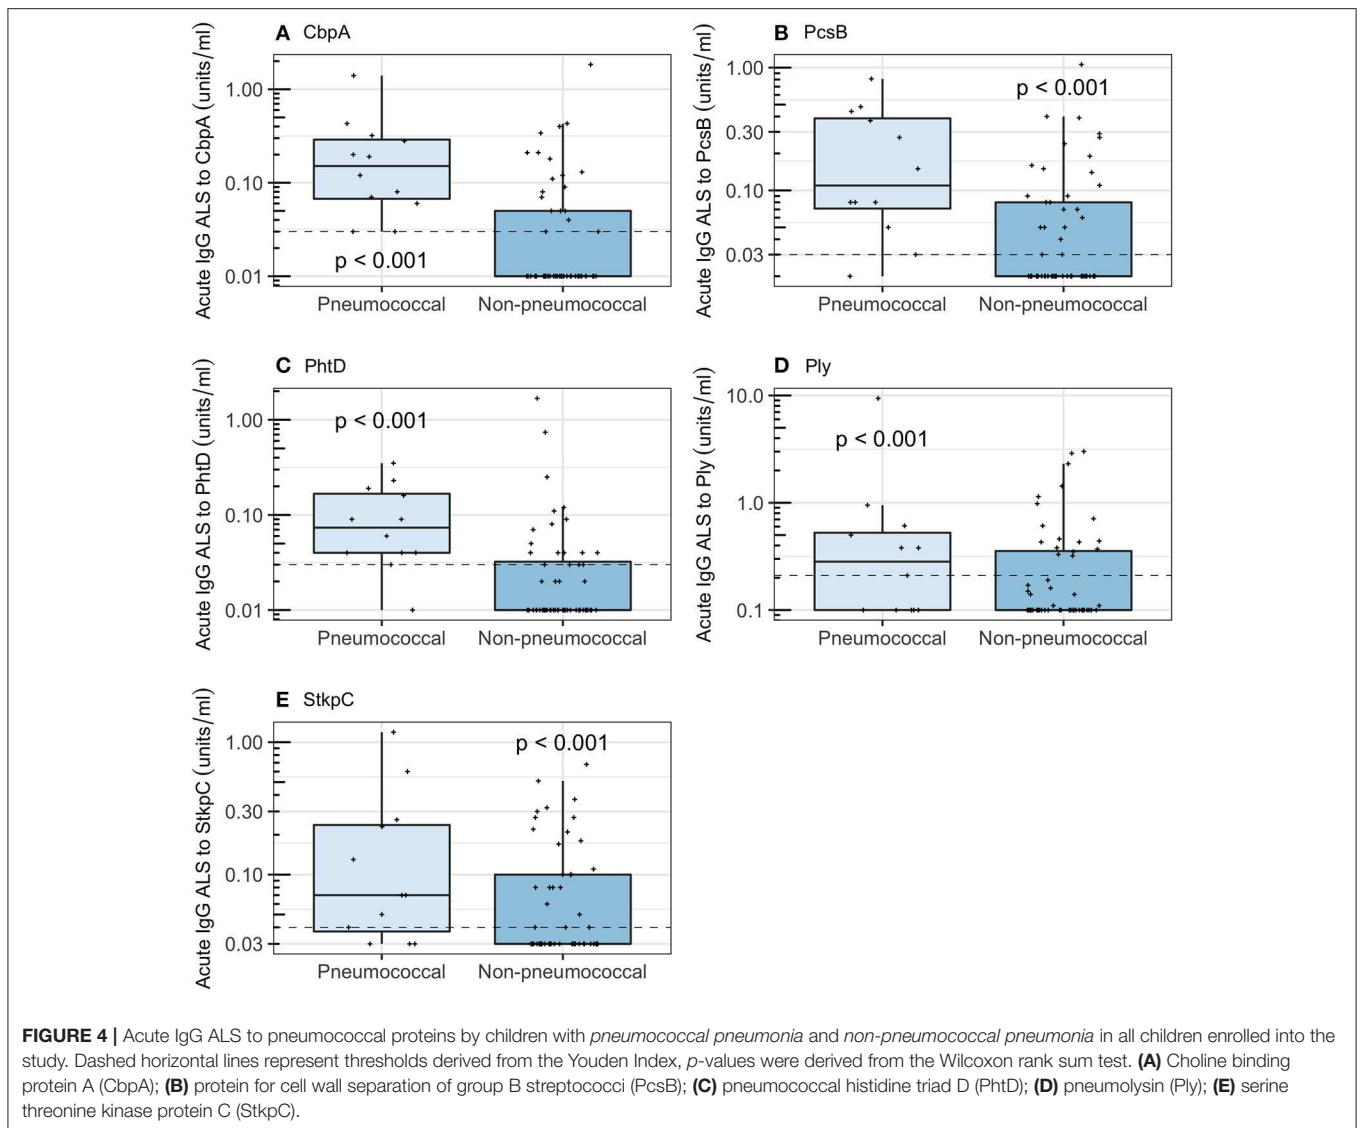 A CbpA
Acute IgG ALS to CbpA (units/ml)
1.00
0.10
0.01
p < 0.001
Pneumococcal
Non-pneumococcal
B PcsB
Acute IgG ALS to PcsB (units/ml)
1.00
0.30
0.10
0.03
p < 0.001
Pneumococcal
Non-pneumococcal
C PhtD
Acute IgG ALS to PhtD (units/ml)
1.00
0.10
0.01
p < 0.001
Pneumococcal
Non-pneumococcal
D Ply
Acute IgG ALS to Ply (units/ml)
10.0
1.0
0.1
p < 0.001
Pneumococcal
Non-pneumococcal
E StkpC
Acute IgG ALS to StkpC (units/ml)
1.00
0.30
0.10
0.03
p < 0.001
Pneumococcal
Non-pneumococcal
FIGURE 4 | Acute IgG ALS to pneumococcal proteins by children with pneumococcal pneumonia and non-pneumococcal pneumonia in all children enrolled into the
study. Dashed horizontal lines represent thresholds derived from the Youden Index, p-values were derived from the Wilcoxon rank sum test. (A) Choline binding
protein A (CbpA); (B) protein for cell wall separation of group B streptococci (PcsB); (C) pneumococcal histidine triad D (PhtD); (D) pneumolysin (Ply); (E) serine
threonine kinase protein C (StkpC).